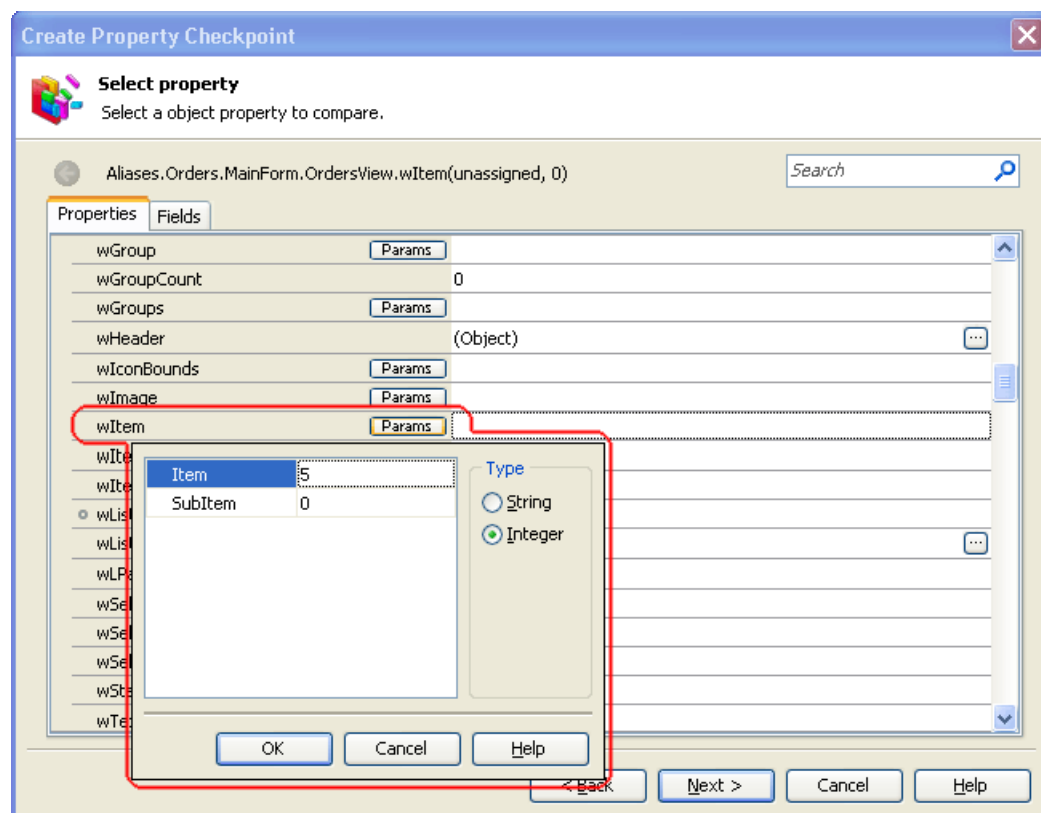 Create Property Checkpoint
Select property
Select a object property to compare.
Aliases.Orders.MainForm.OrdersView.wItem(unassigned, 0)
Search
Properties Fields
wGroup Params
wGroupCount 0
wGroups Params
wHeader (Object)
wIconBounds Params
wImage Params
wItem Params
Item 5
SubItem 0
Type
String
Integer
OK Cancel Help
< Back Next > Cancel Help